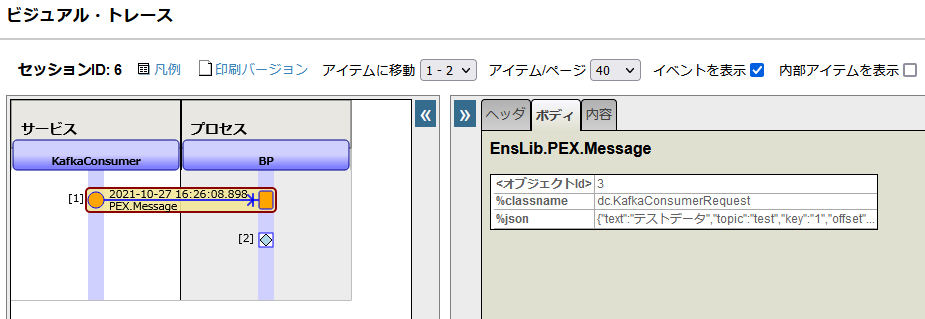 ビジュアル・トレース
セッションID: 6 凡例 印刷バージョン アイテムに移動 1 - 2 アイテム/ページ 40 イベントを表示 内部アイテムを表示
サービス プロセス
KafkaConsumer BP
[1] 2021-10-27 16:26:08.898
PEX.Message
[2]
« »
ヘッダ ボディ 内容
EnsLib.PEX.Message
<オブジェクトId> 3
%classname dc.KafkaConsumerRequest
%json {"text":"テストデータ","topic":"test","key":"1","offset"...